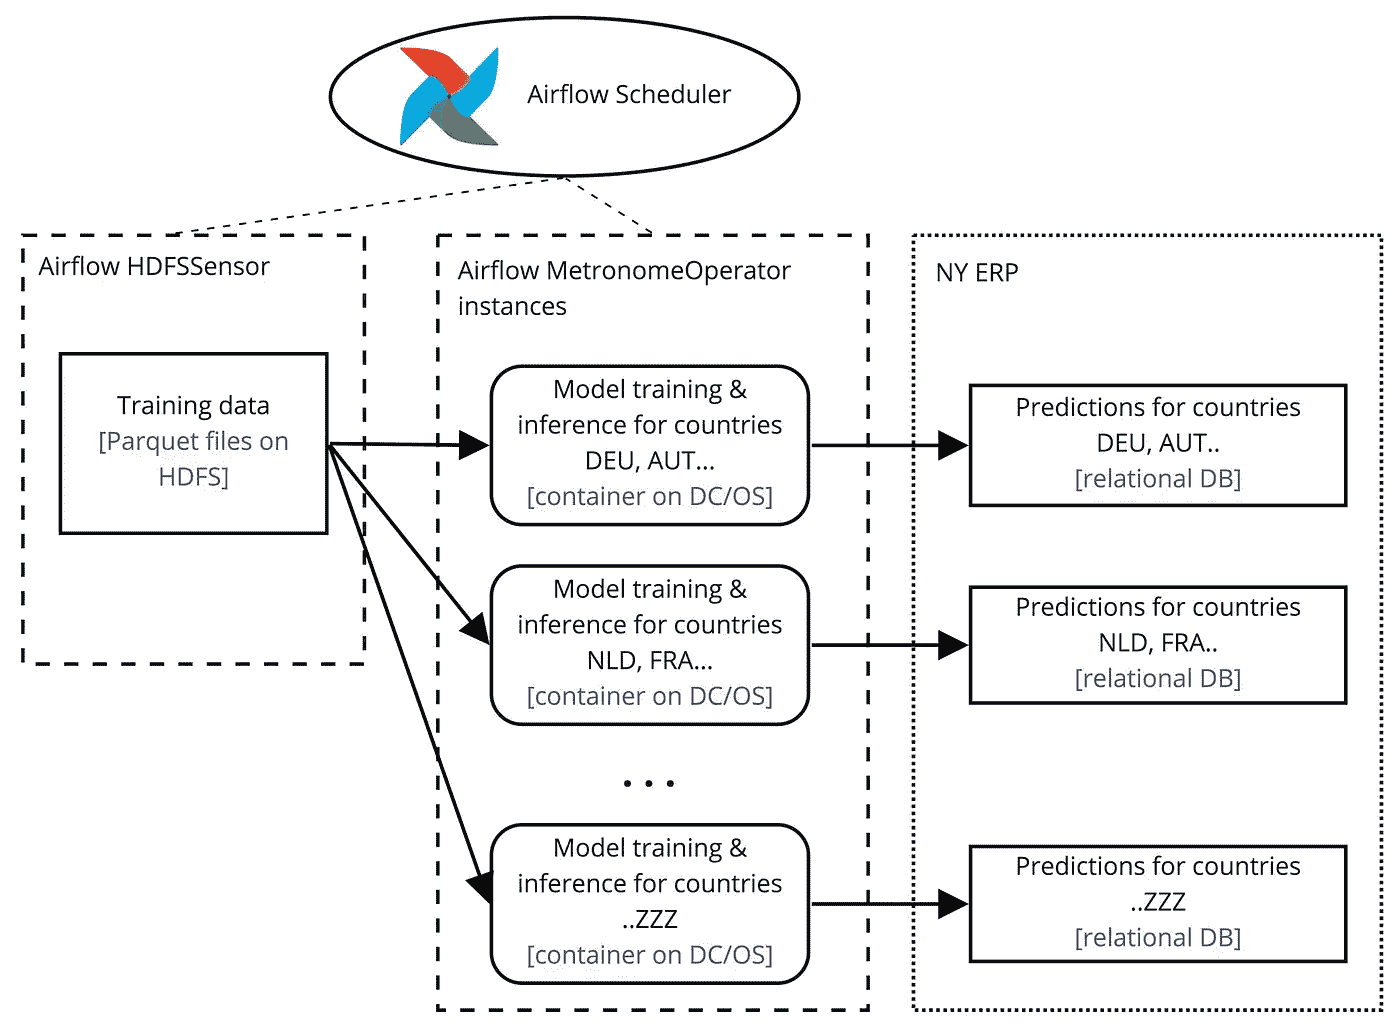 Airflow Scheduler
Airflow HDFSSensor
Training data
[Parquet files on
HDFS]
Airflow MetronomeOperator
instances
Model training &
inference for countries
DEU, AUT...
[container on DC/OS]
Model training &
inference for countries
NLD, FRA...
[container on DC/OS]
. . .
Model training &
inference for countries
..ZZZ
[container on DC/OS]
NY ERP
Predictions for countries
DEU, AUT..
[relational DB]
Predictions for countries
NLD, FRA..
[relational DB]
Predictions for countries
..ZZZ
[relational DB]